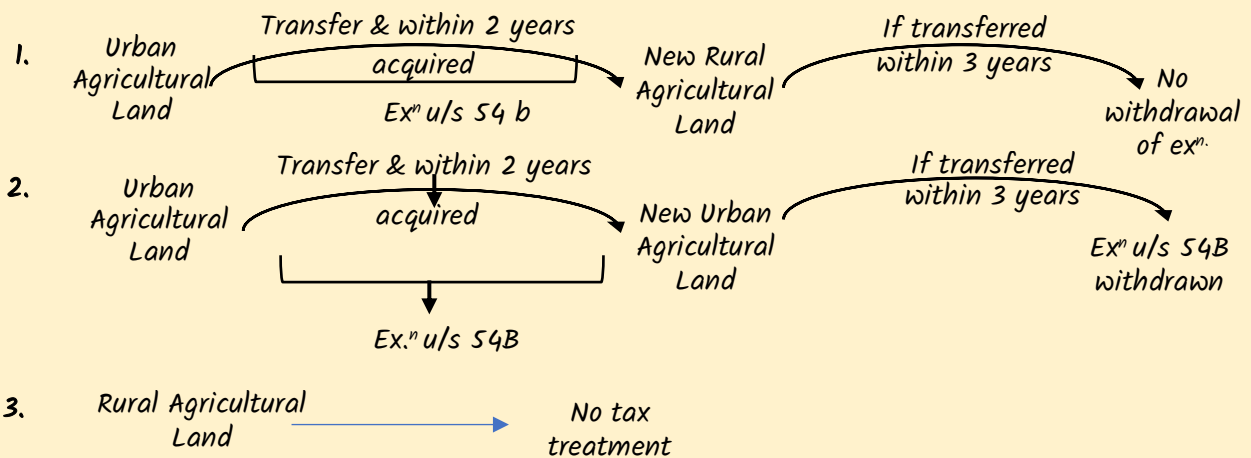 1.
Urban
Agricultural
Land
Transfer & within 2 years
acquired
Exⁿ u/s 54 b
New Rural
Agricultural
Land
If transferred
within 3 years
No
withdrawal
of exⁿ.
2.
Urban
Agricultural
Land
Transfer & within 2 years
acquired
Ex.ⁿ u/s 54B
New Urban
Agricultural
Land
If transferred
within 3 years
Exⁿ u/s 54B
withdrawn
3.
Rural Agricultural
Land
No tax
treatment